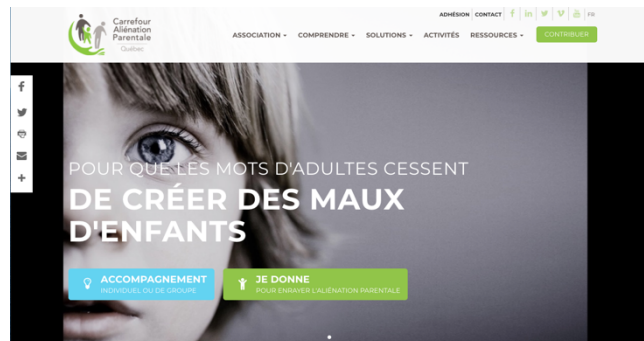 Carrefour
Aliénation
Parentale
Québec
ADHÉSION CONTACT FR
ASSOCIATION COMPRENDRE SOLUTIONS ACTIVITÉS RESSOURCES CONTRIBUER
POUR QUE LES MOTS D'ADULTES CESSENT
DE CRÉER DES MAUX
D'ENFANTS
ACCOMPAGNEMENT
INDIVIDUEL OU DE GROUPE
JE DONNE
POUR ENRAYER L'ALIÉNATION PARENTALE